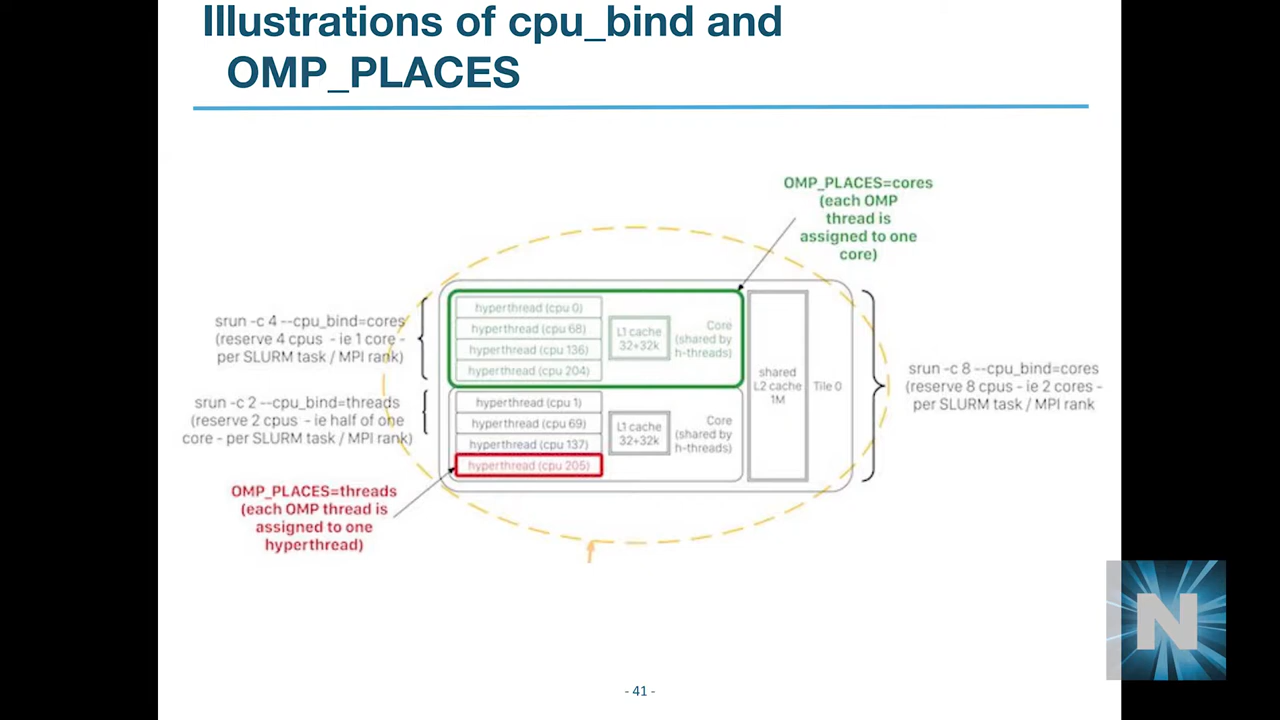 Illustrations of cpu_bind and
OMP_PLACES
OMP_PLACES=cores
(each OMP
thread is
assigned to one
core)
srun -c 4 --cpu_bind=cores
(reserve 4 cpus - ie 1 core -
per SLURM task / MPI rank)
hyperthread (cpu 0)
hyperthread (cpu 68)
hyperthread (cpu 136)
hyperthread (cpu 204)
L1 cache
32+32k
Core
(shared by
h-threads)
srun -c 2 --cpu_bind=threads
(reserve 2 cpus - ie half of one
core - per SLURM task / MPI rank)
hyperthread (cpu 1)
hyperthread (cpu 69)
hyperthread (cpu 137)
hyperthread (cpu 205)
L1 cache
32+32k
Core
(shared by
h-threads)
shared
L2 cache
1M
Tile 0
srun -c 8 --cpu_bind=cores
(reserve 8 cpus - ie 2 cores -
per SLURM task / MPI rank
OMP_PLACES=threads
(each OMP thread is
assigned to one
hyperthread)
N
- 41 -